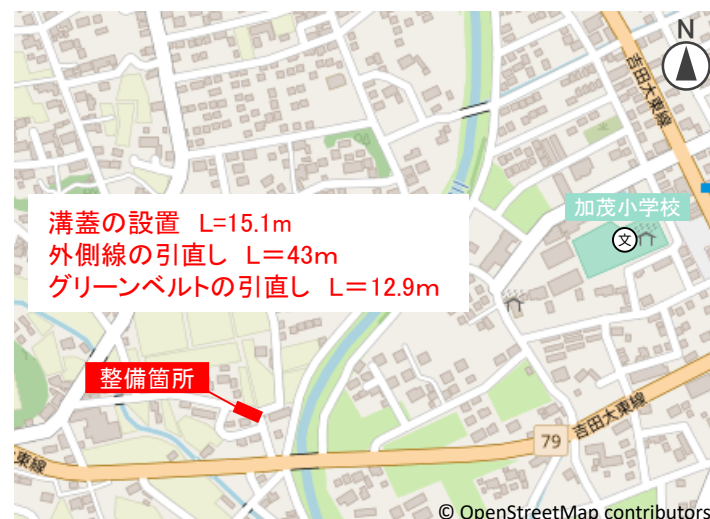 N
吉田大東線
加茂小学校
文
溝蓋の設置 L=15.1m
外側線の引直し L＝43ｍ
グリーンベルトの引直し L＝12.9ｍ
整備箇所
79
吉田大東線
東線
© OpenStreetMap contributors